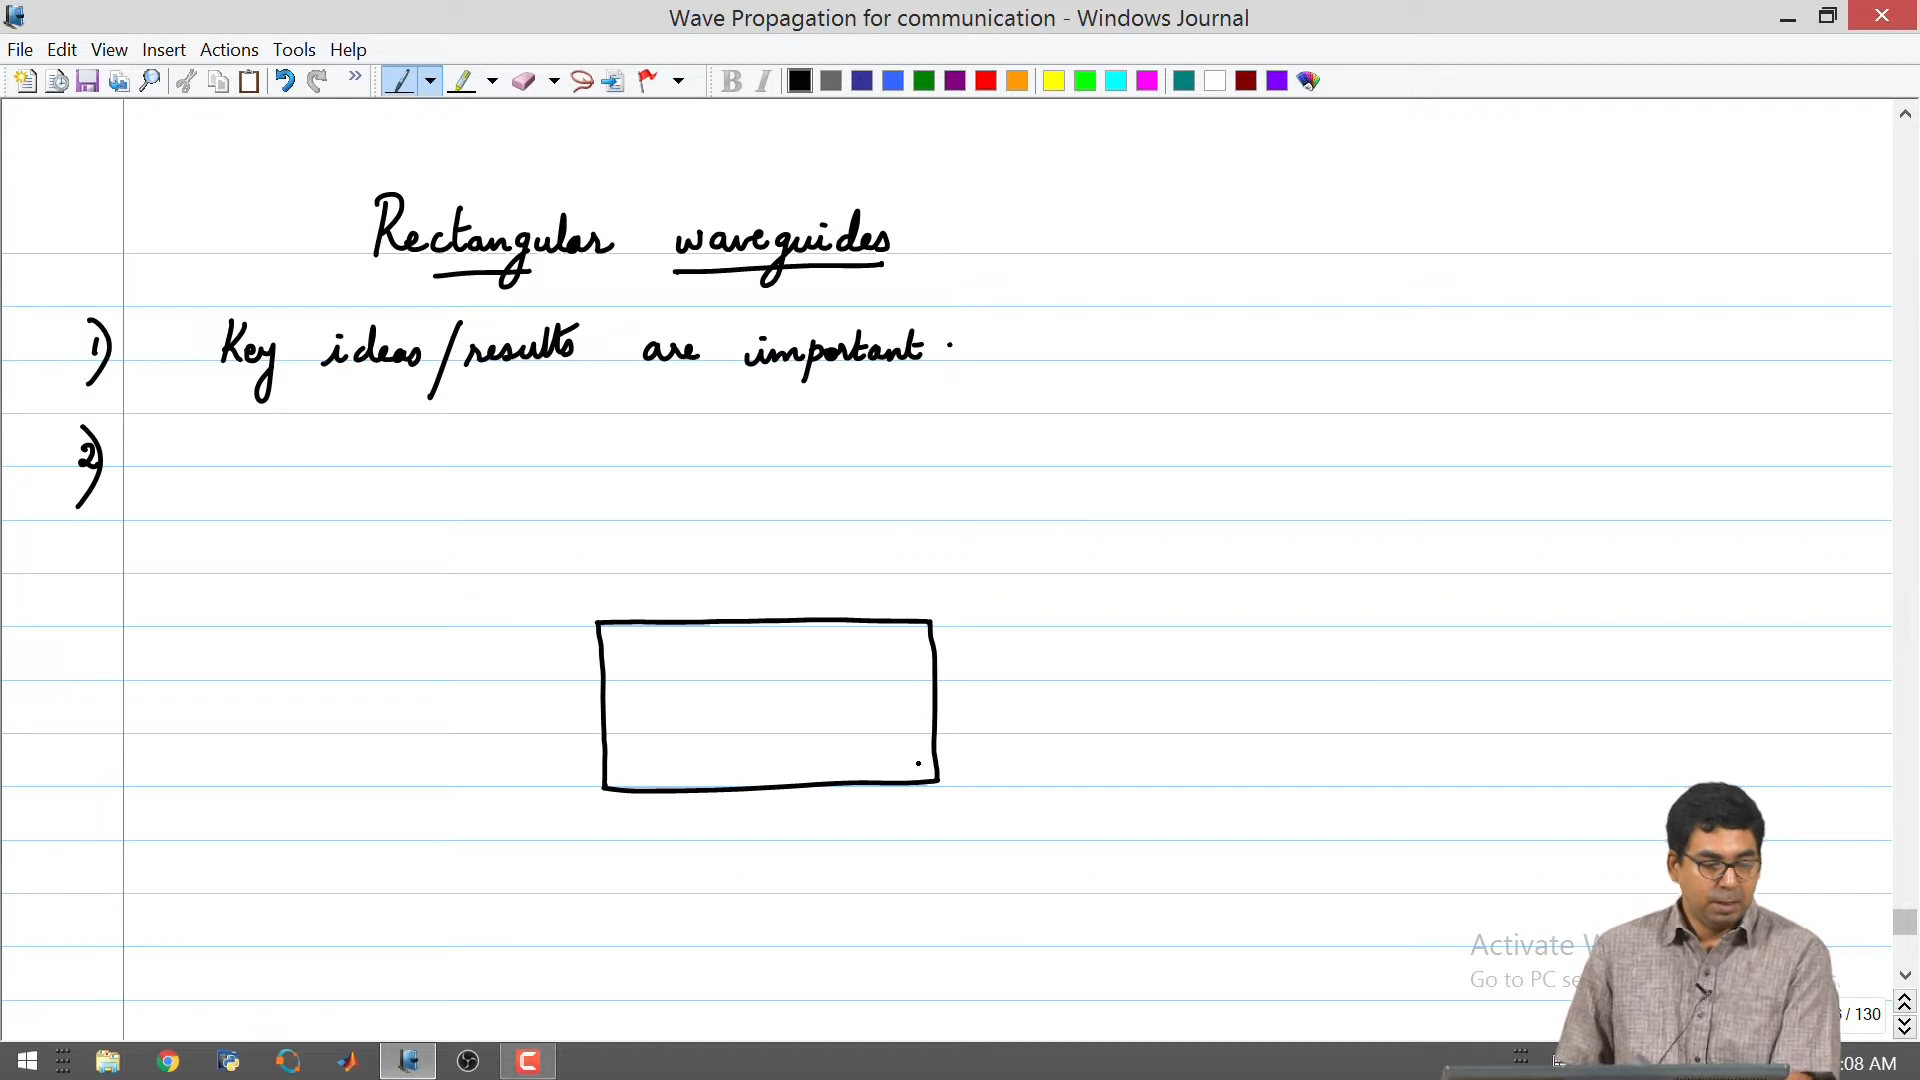 Wave Propagation for communication - Windows Journal
File Edit View Insert Actions Tools Help
Rectangular waveguides
1) Key ideas/results are important.
2)
Activate
Go to PC se
/ 130
:08 AM